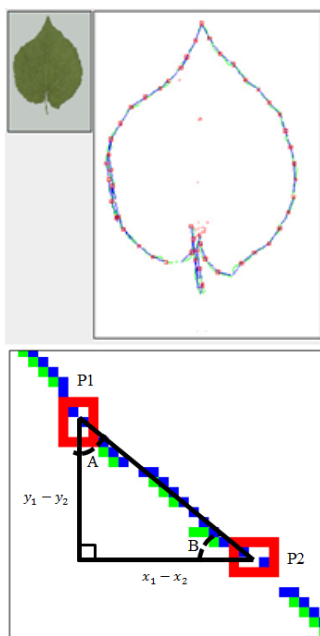 P1
A
y₁ − y₂
B
P2
x₁ − x₂